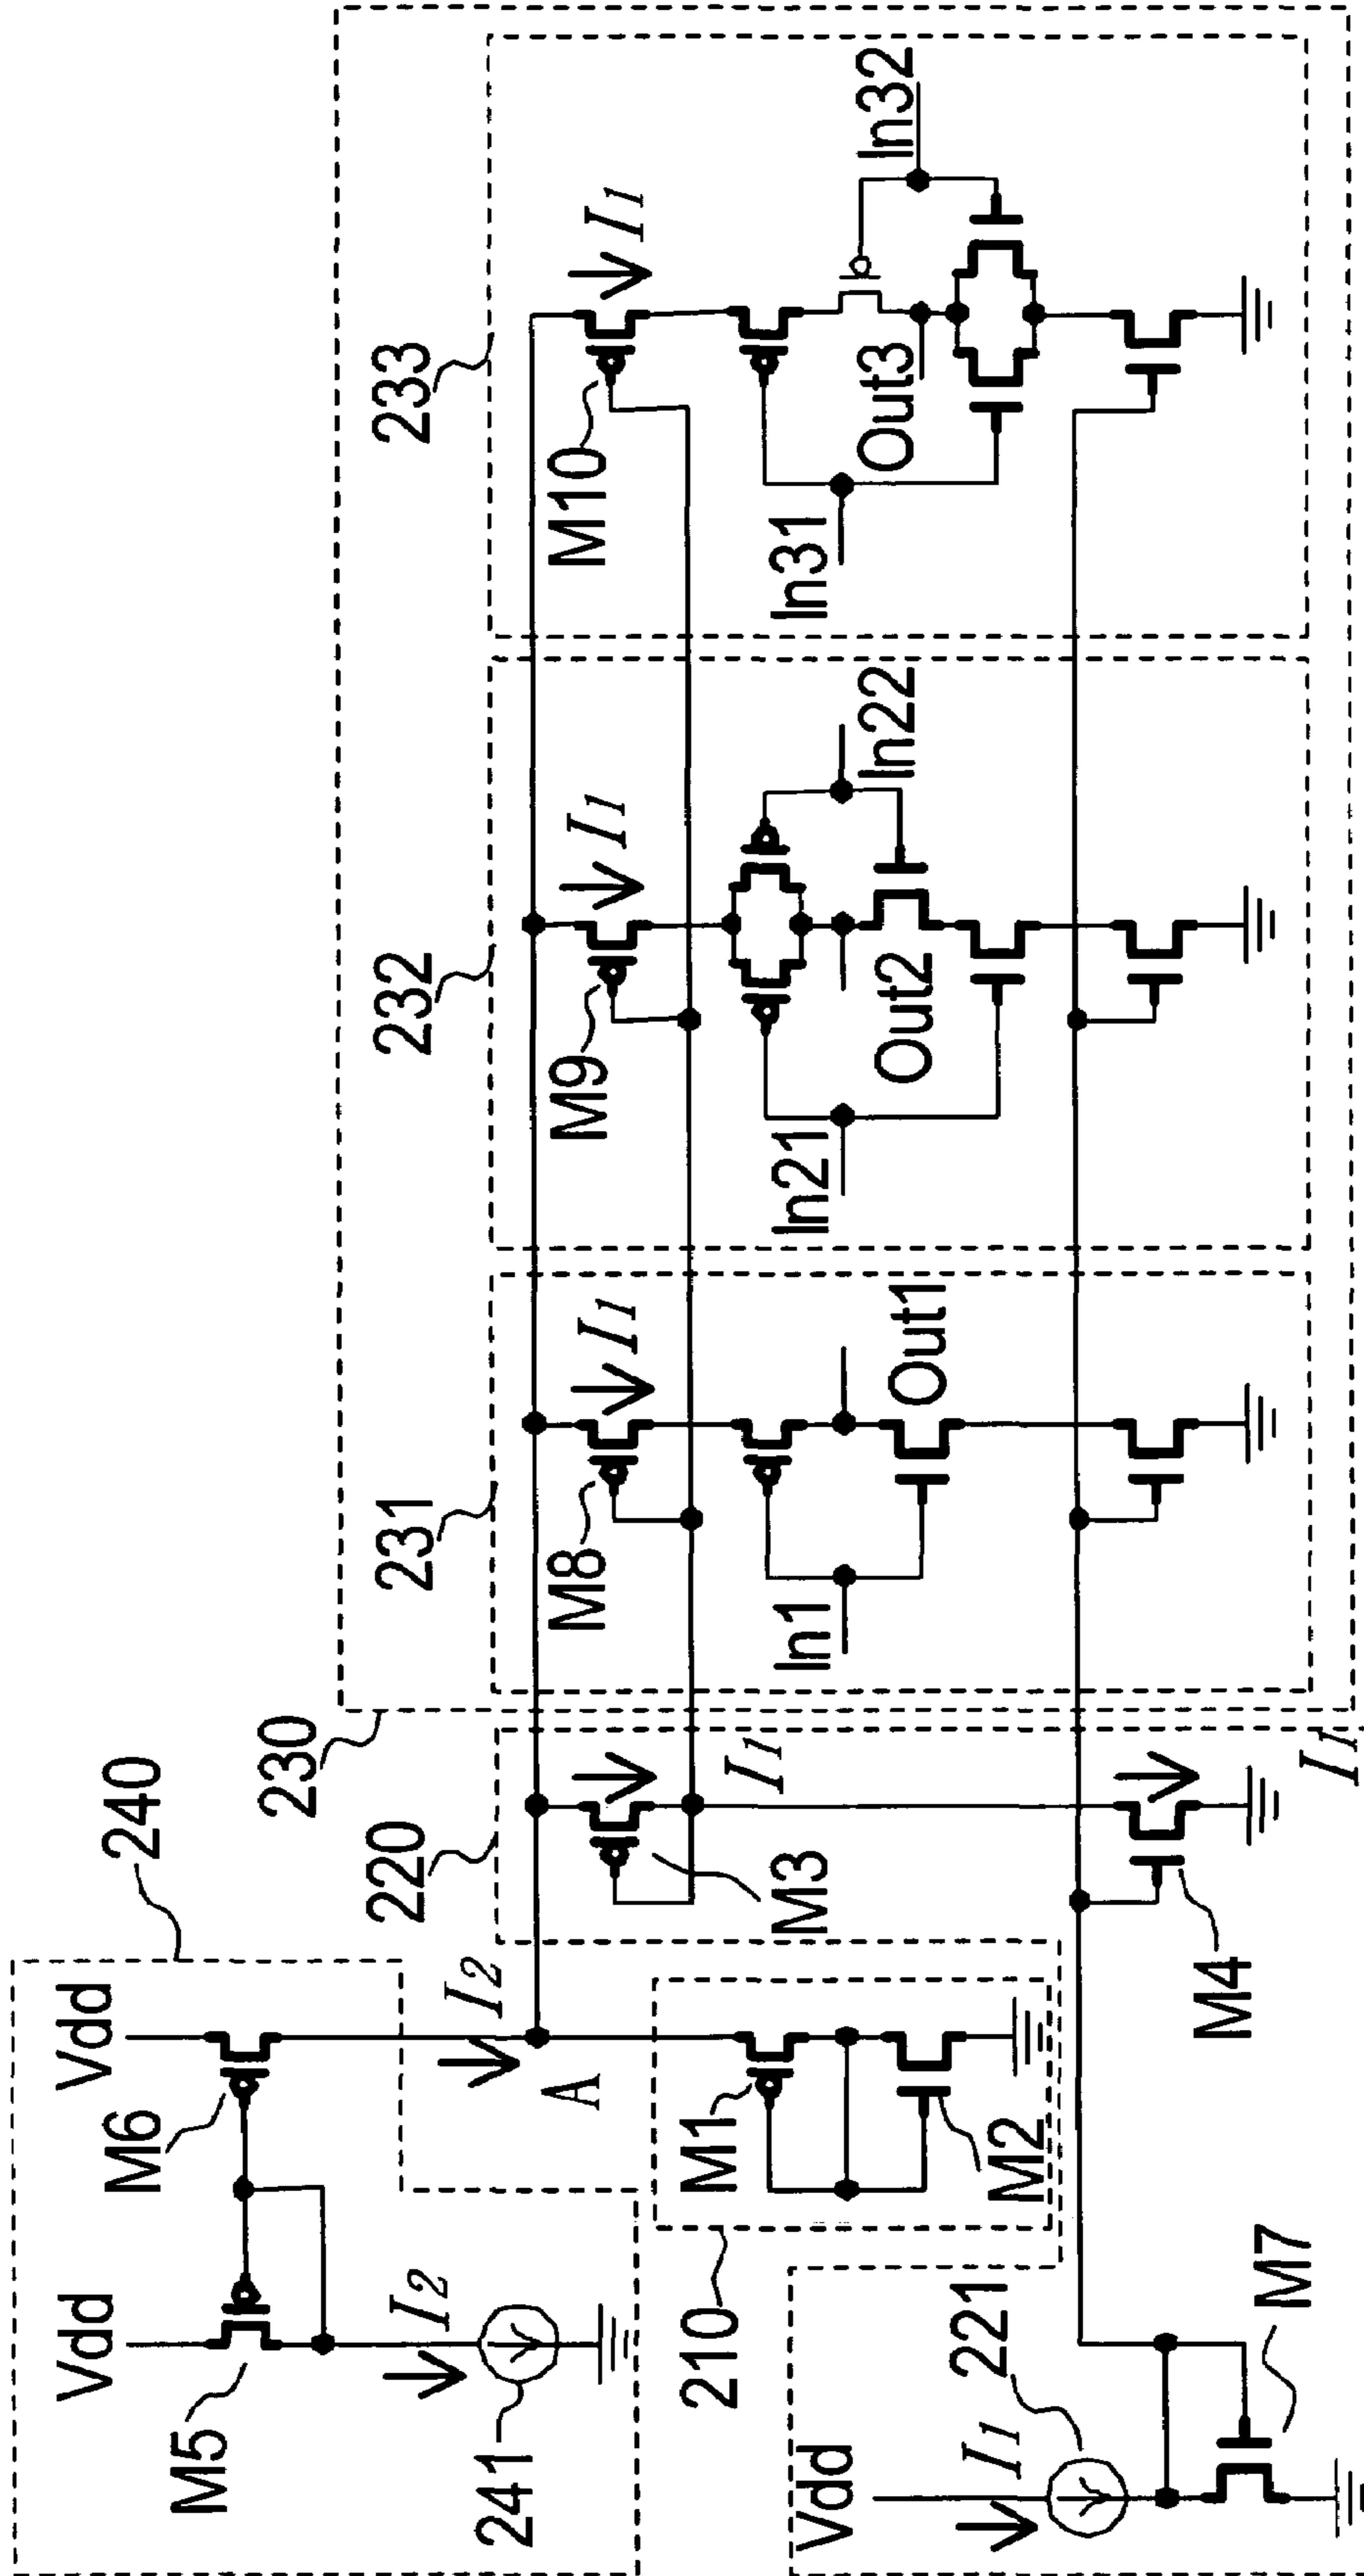 240
Vdd
Vdd
M5
M6
I2
I2
241
A
230
220
231
232
233
M8
I1
M9
I1
M10
I1
M3
I1
In1
Out1
In21
In22
Out2
In31
In32
Out3
210
M1
M2
Vdd
I1
221
M7
M4
I1